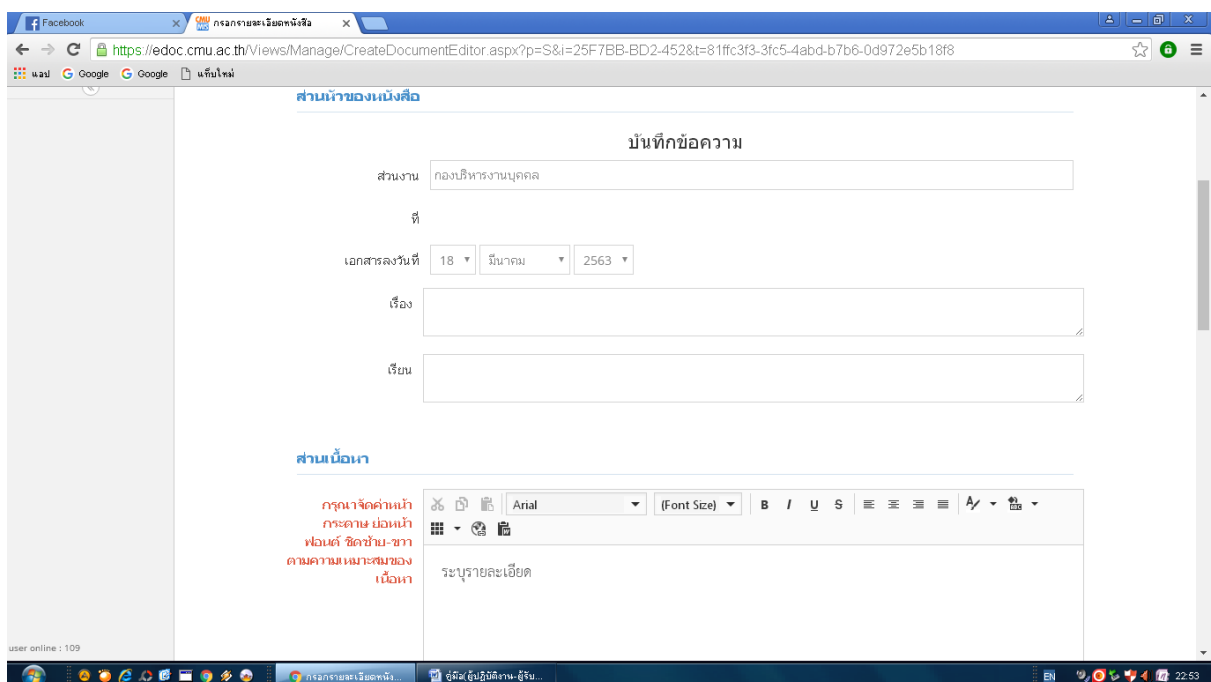 Facebook
กรอกรายละเอียดหนังสือ
https://edoc.cmu.ac.th/Views/Manage/CreateDocumentEditor.aspx?p=S&i=25F7BB-BD2-452&t=81ffc3f3-3fc5-4abd-b7b6-0d972e5b18f8
แอป Google Google แท็บใหม่
ส่วนหัวของหนังสือ
บันทึกข้อความ
ส่วนงาน กองบริหารงานบุคคล
ที่
เอกสารลงวันที่ 18 มีนาคม 2563
เรื่อง
เรียน
ส่วนเนื้อหา
กรุณาจัดค่าหน้า
กระดาษ ย่อหน้า
ฟอนต์ ชิดซ้าย-ขวา
ตามความเหมาะสมของ
เนื้อหา
Arial (Font Size) B I U S
ระบุรายละเอียด
user online : 109
กรอกรายละเอียดหนัง... คู่มือ(ผู้ปฏิบัติงาน-ผู้รับ... EN 22:53